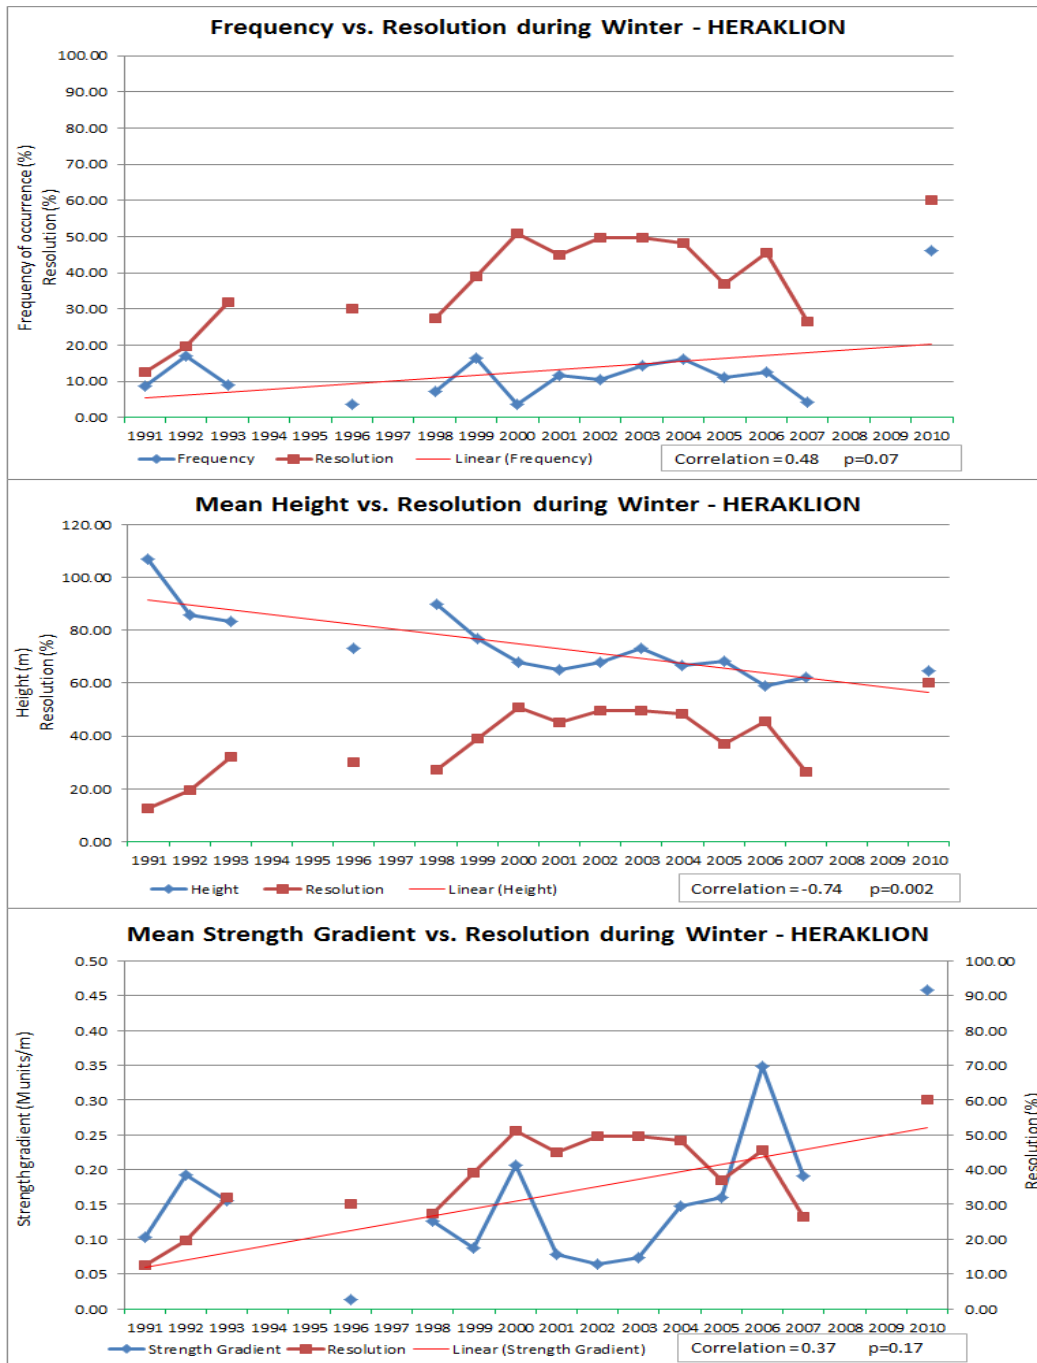 Frequency vs. Resolution during Winter - HERAKLION
Frequency of occurrence (%)
Resolution (%)
100.00
90.00
80.00
70.00
60.00
50.00
40.00
30.00
20.00
10.00
0.00
1991 1992 1993 1994 1995 1996 1997 1998 1999 2000 2001 2002 2003 2004 2005 2006 2007 2008 2009 2010
Frequency Resolution Linear (Frequency)
Correlation = 0.48 p=0.07
Mean Height vs. Resolution during Winter - HERAKLION
Height (m)
Resolution (%)
120.00
100.00
80.00
60.00
40.00
20.00
0.00
1991 1992 1993 1994 1995 1996 1997 1998 1999 2000 2001 2002 2003 2004 2005 2006 2007 2008 2009 2010
Height Resolution Linear (Height)
Correlation = -0.74 p=0.002
Mean Strength Gradient vs. Resolution during Winter - HERAKLION
Strength gradient (Munits/m)
0.50
0.45
0.40
0.35
0.30
0.25
0.20
0.15
0.10
0.05
0.00
100.00
90.00
80.00
70.00
60.00
50.00
40.00
30.00
20.00
10.00
0.00
Resolution (%)
1991 1992 1993 1994 1995 1996 1997 1998 1999 2000 2001 2002 2003 2004 2005 2006 2007 2008 2009 2010
Strength Gradient Resolution Linear (Strength Gradient)
Correlation = 0.37 p=0.17